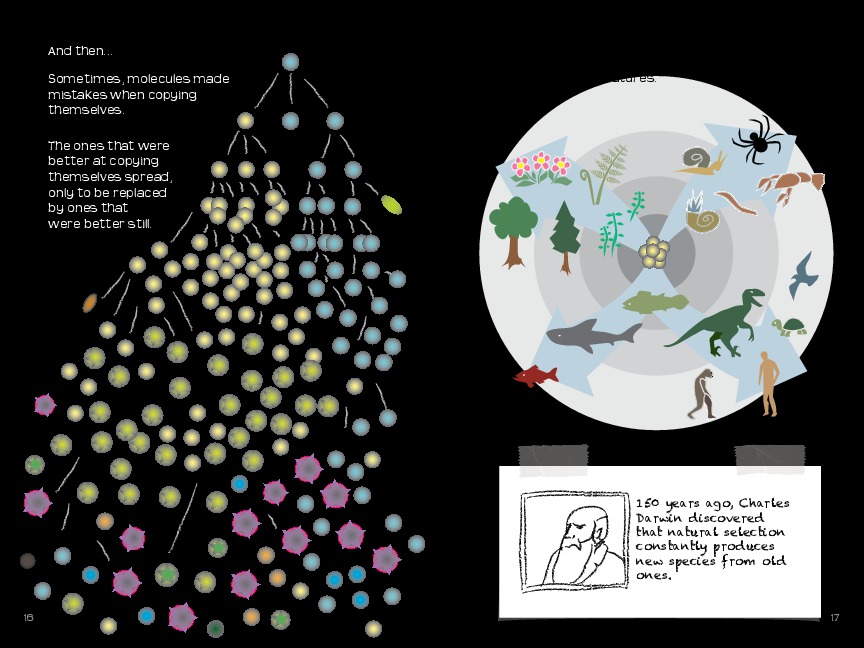 And then...
Sometimes, molecules made
mistakes when copying
themselves.
The ones that were
better at copying
themselves spread,
only to be replaced
by ones that
were better still.
150 years ago, Charles
Darwin discovered
that natural selection
constantly produces
new species from old
ones.
16
17